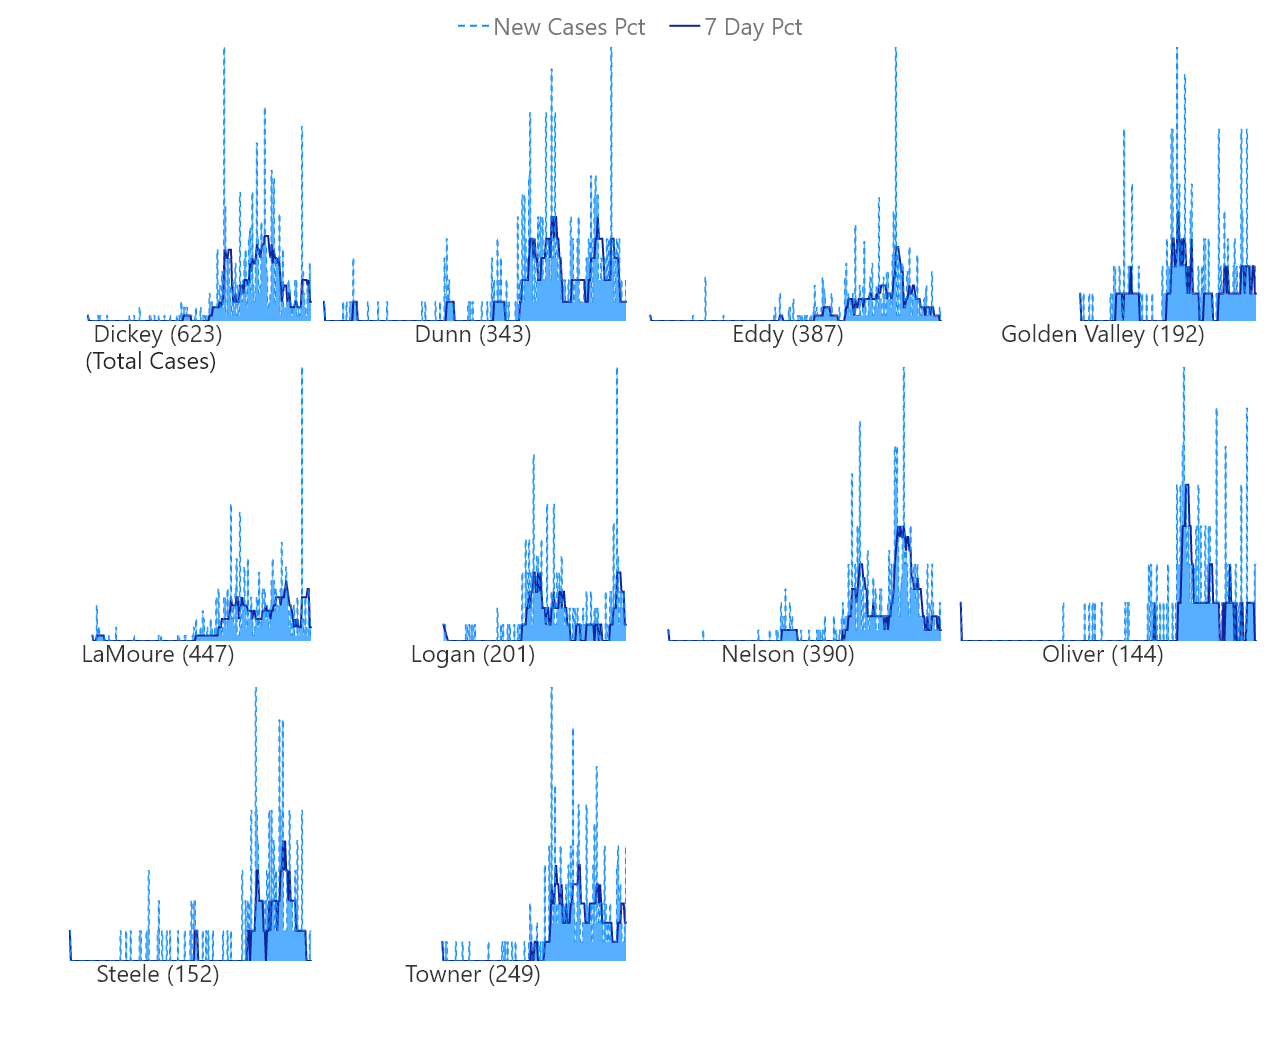 New Cases Pct 7 Day Pct
Dickey (623) Dunn (343) Eddy (387) Golden Valley (192)
(Total Cases)
LaMoure (447) Logan (201) Nelson (390) Oliver (144)
Steele (152) Towner (249)